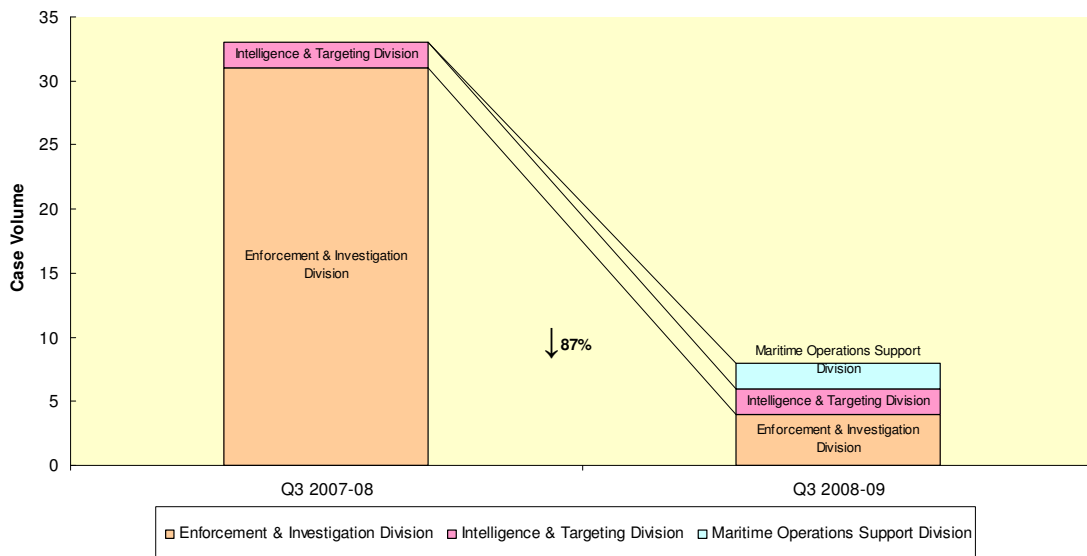 35
30
25
20
15
10
5
0
Case Volume
Intelligence & Targeting Division
Enforcement & Investigation
Division
↓87%
Maritime Operations Support
Division
Intelligence & Targeting Division
Enforcement & Investigation
Division
Q3 2007-08
Q3 2008-09
Enforcement & Investigation Division
Intelligence & Targeting Division
Maritime Operations Support Division